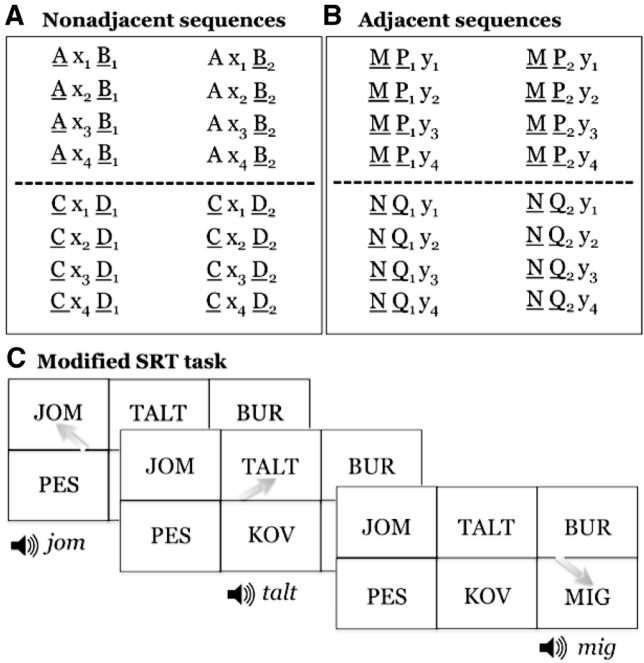 A Nonadjacent sequences
A x₁ B₁ A x₁ B₂
A x₂ B₁ A x₂ B₂
A x₃ B₁ A x₃ B₂
A x₄ B₁ A x₄ B₂
C x₁ D₁ C x₁ D₂
C x₂ D₁ C x₂ D₂
C x₃ D₁ C x₃ D₂
C x₄ D₁ C x₄ D₂
B Adjacent sequences
M P₁ y₁ M P₂ y₁
M P₁ y₂ M P₂ y₂
M P₁ y₃ M P₂ y₃
M P₁ y₄ M P₂ y₄
N Q₁ y₁ N Q₂ y₁
N Q₁ y₂ N Q₂ y₂
N Q₁ y₃ N Q₂ y₃
N Q₁ y₄ N Q₂ y₄
C Modified SRT task
JOM TALT BUR
PES
jom
JOM TALT BUR
PES KOV
talt
JOM TALT BUR
PES KOV MIG
mig